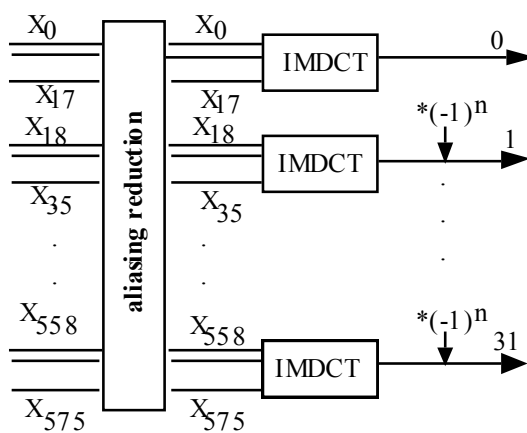 X0 X0 0
IMDCT
X17 X17
X18 X18 *(-1)^n
1
IMDCT
X35 X35
aliasing reduction
X558 X558 *(-1)^n
31
IMDCT
X575 X575